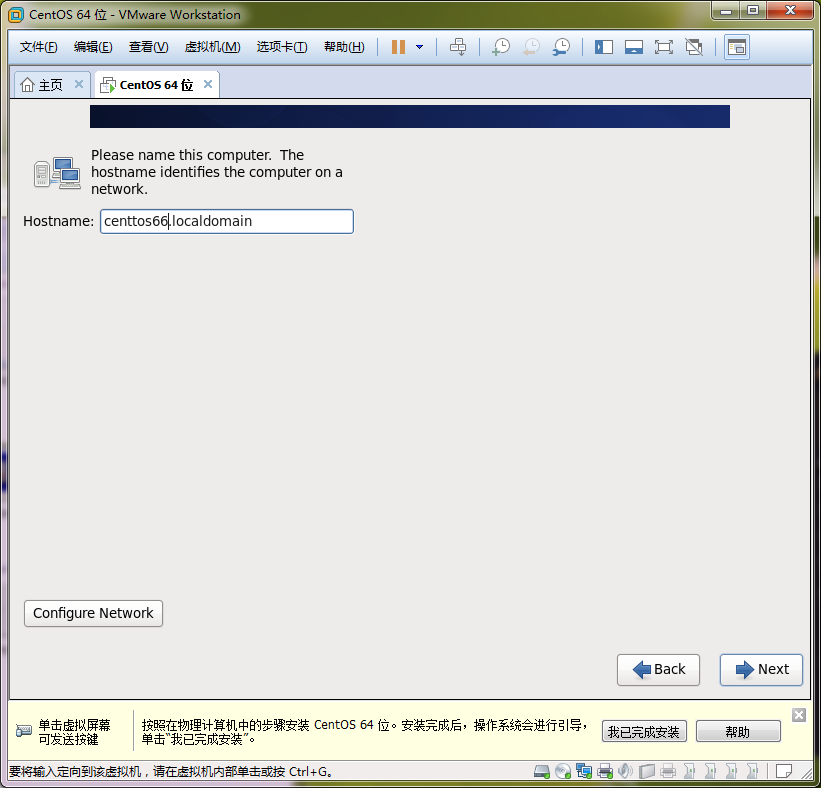 CentOS 64 位 - VMware Workstation
文件(F) 编辑(E) 查看(V) 虚拟机(M) 选项卡(T) 帮助(H)
主页 CentOS 64 位
Please name this computer. The
hostname identifies the computer on a
network.
Hostname: centtos66.localdomain
Configure Network
Back Next
单击虚拟屏幕
可发送按键
按照在物理计算机中的步骤安装 CentOS 64 位。安装完成后，操作系统会进行引导，
单击"我已完成安装"。
我已完成安装 帮助
要将输入定向到该虚拟机，请在虚拟机内部单击或按 Ctrl+G。